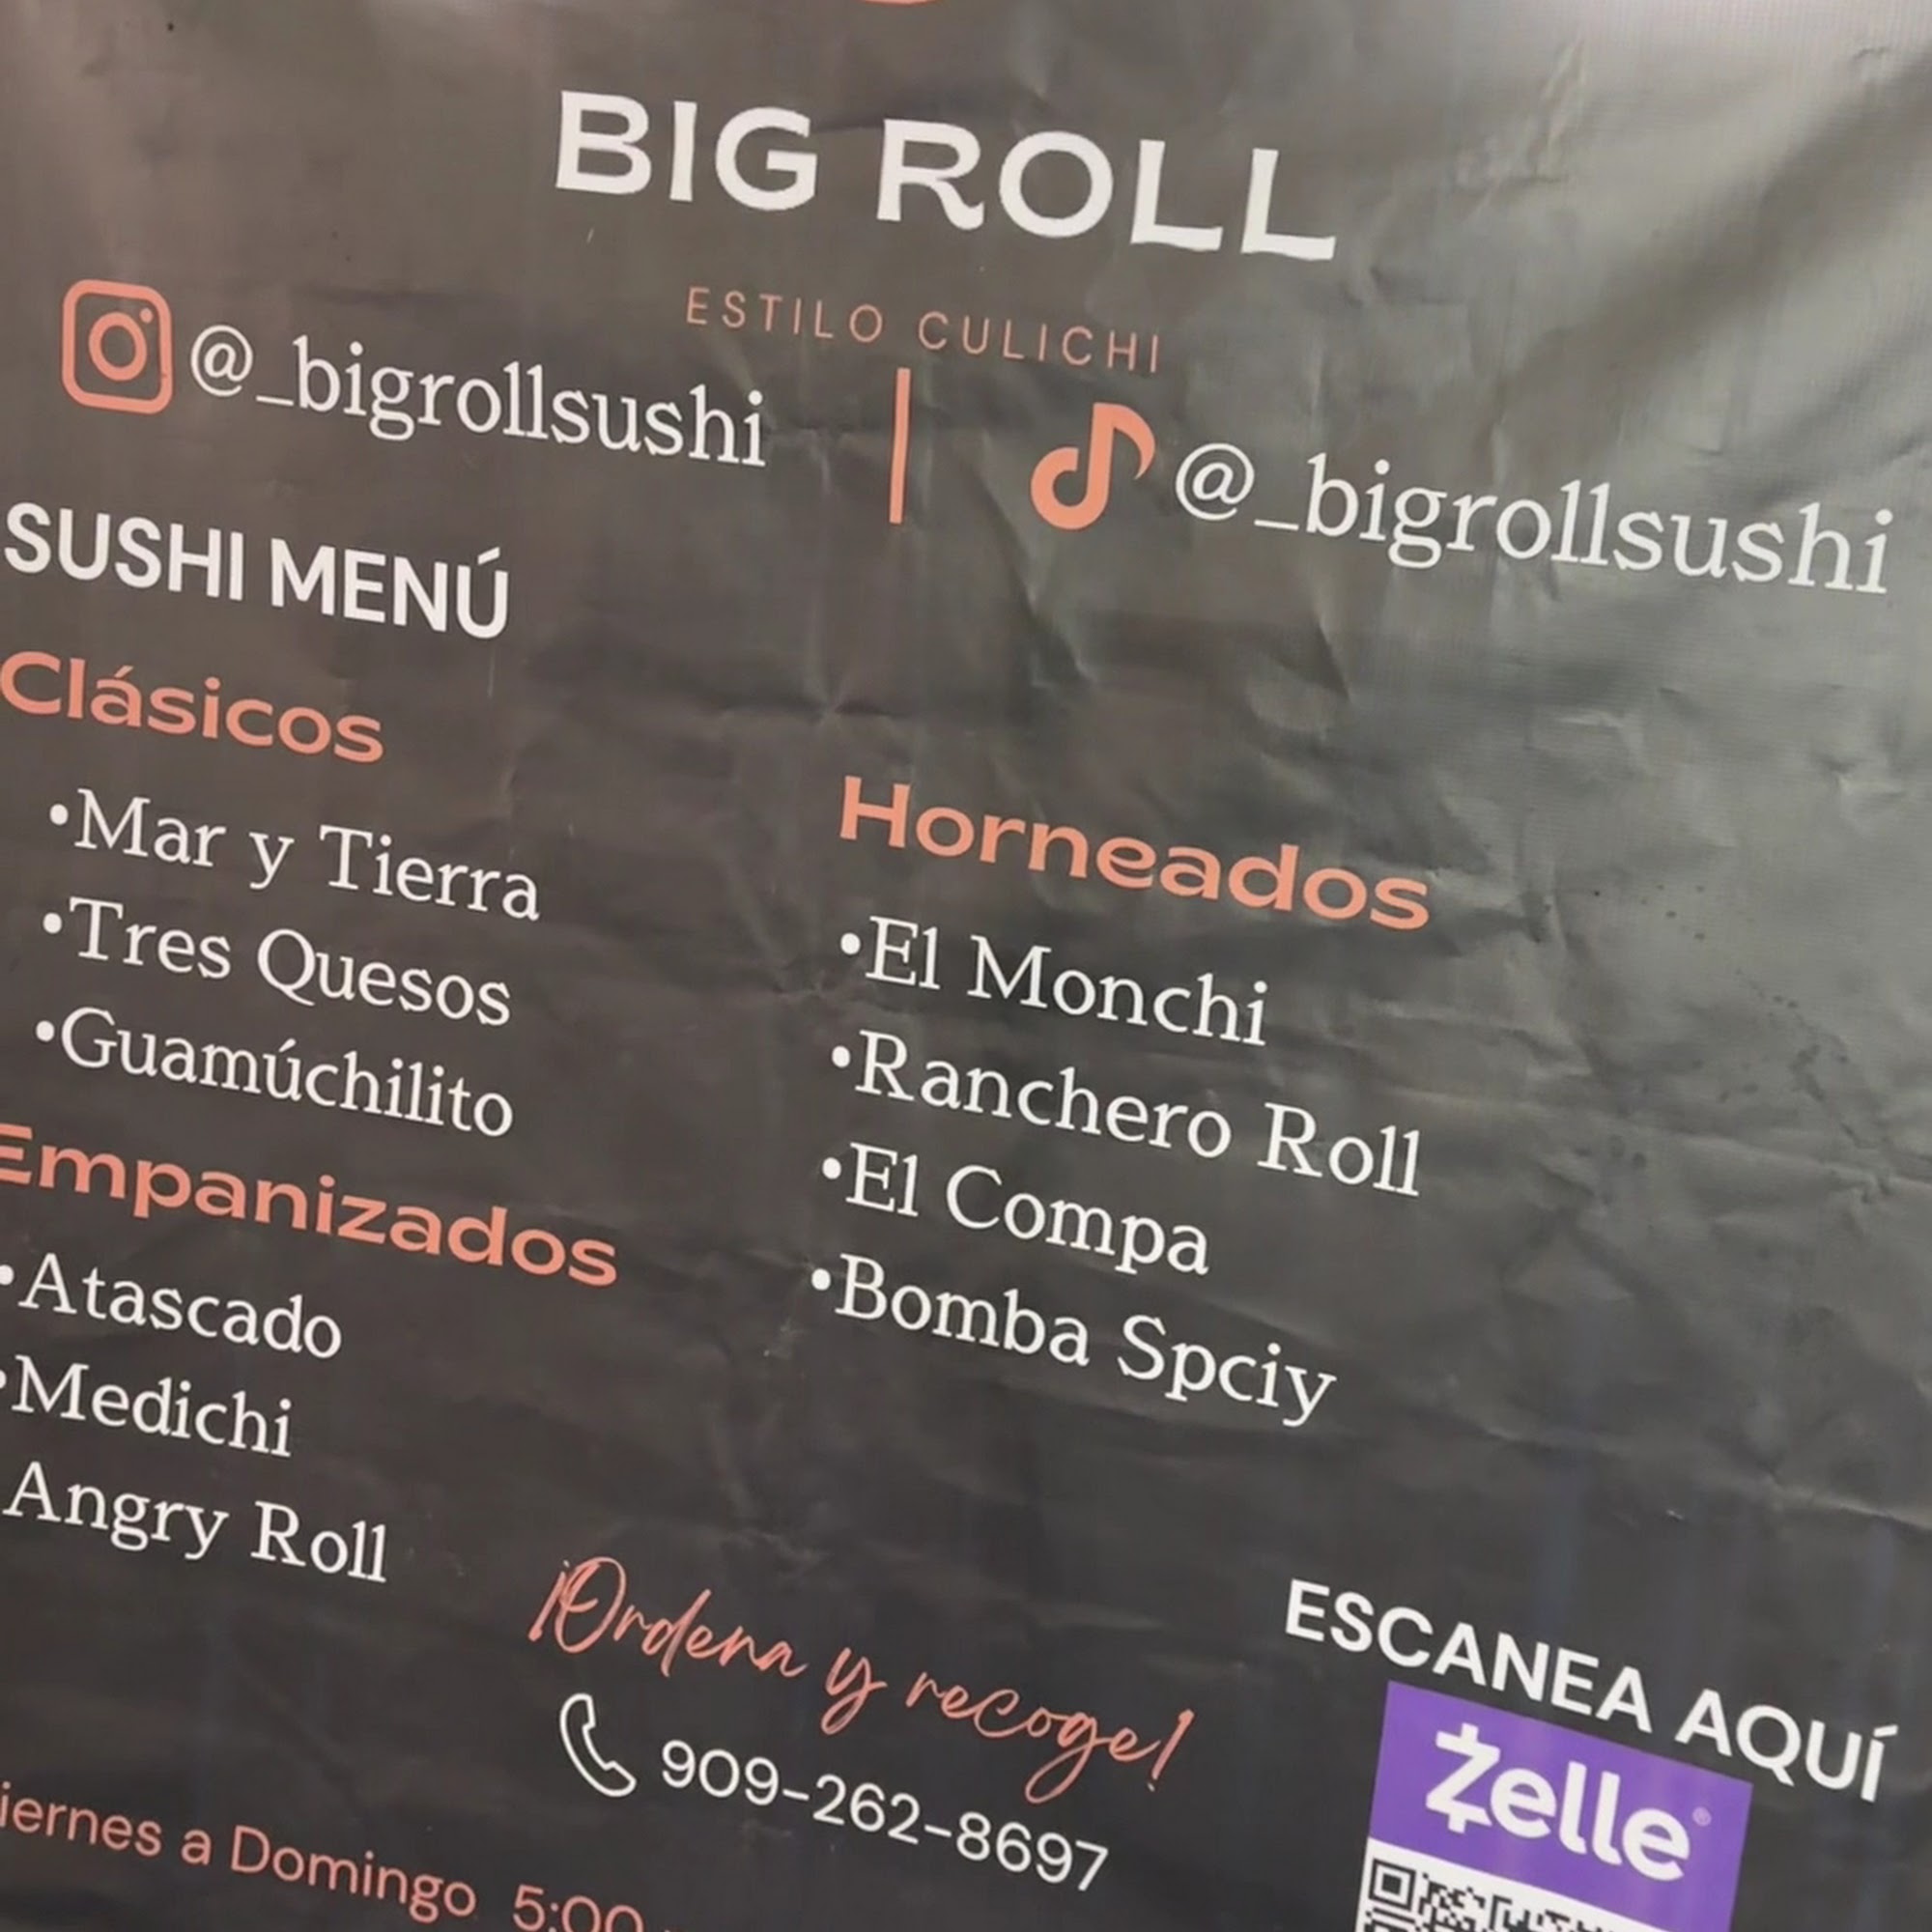 BIG ROLL
ESTILO CULICHI
@_bigrollsushi | @_bigrollsushi
SUSHI MENÚ
Clásicos
•Mar y Tierra
•Tres Quesos
•Guamúchilito
Empanizados
•Atascado
•Medichi
Angry Roll
Horneados
•El Monchi
•Ranchero Roll
•El Compa
•Bomba Spciy
¡Ordena y recoge!
909-262-8697
ESCANEA AQUÍ
Zelle®
iernes a Domingo 5:00